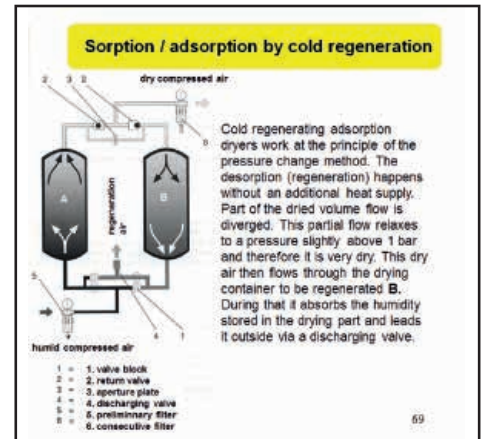 Sorption / adsorption by cold regeneration
2 3 2 dry compressed air
6
Cold regenerating adsorption
dryers work at the principle of the
pressure change method. The
desorption (regeneration) happens
without an additional heat supply.
Part of the dried volume flow is
diverged. This partial flow relaxes
to a pressure slightly above 1 bar
and therefore it is very dry. This dry
air then flows through the drying
container to be regenerated B.
During that it absorbs the humidity
stored in the drying part and leads
it outside via a discharging valve.
A
regeneration
air
B
5 4 1
humid compressed air
1 = 1. valve block
2 = 2. return valve
3 = 3. aperture plate
4 = 4. discharging valve
5 = 5. preliminnary filter
6 = 6. consecutive filter
69